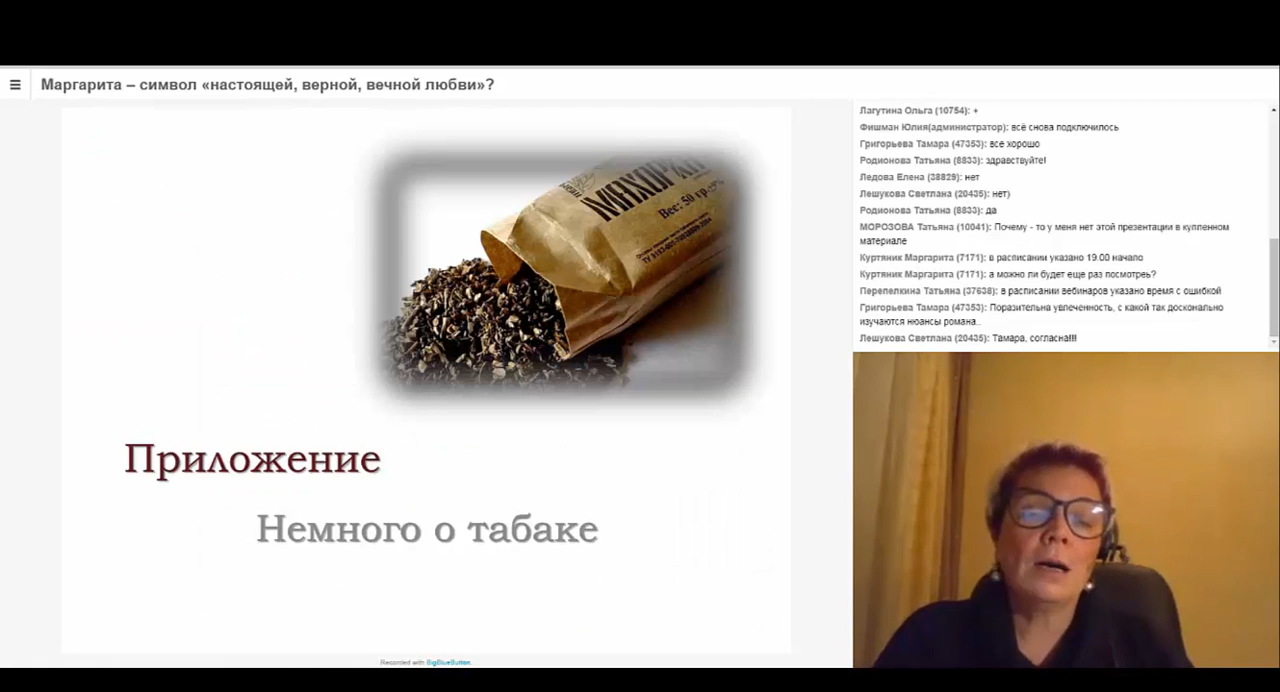 Маргарита – символ «настоящей, верной, вечной любви»?
МАХОРКА
Вес: 50 гр.
Приложение
Немного о табаке
Лагутина Ольга (10754): +
Фишман Юлия(администратор): всё снова подключилось
Григорьева Тамара (47353): все хорошо
Родионова Татьяна (8833): здравствуйте!
Ледова Елена (38829): нет
Лешукова Светлана (20435): нет)
Родионова Татьяна (8833): да
МОРОЗОВА Татьяна (10041): Почему - то у меня нет этой презентации в купленном
материале
Куртяник Маргарита (7171): в расписании указано 19.00 начало
Куртяник Маргарита (7171): а можно ли будет еще раз посмотреь?
Перепелкина Татьяна (37638): в расписании вебинаров указано время с ошибкой
Григорьева Тамара (47353): Поразительна увлеченность, с какой так досконально
изучаются нюансы романа..
Лешукова Светлана (20435): Тамара, согласна!!!
Recorded with BigBlueButton.